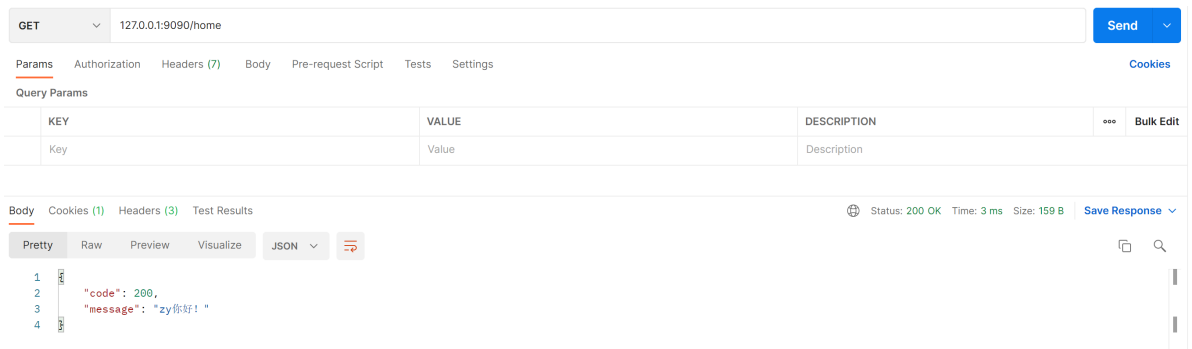 GET 127.0.0.1:9090/home Send
Params Authorization Headers (7) Body Pre-request Script Tests Settings Cookies
Query Params
KEY VALUE DESCRIPTION ooo Bulk Edit
Key Value Description
Body Cookies (1) Headers (3) Test Results Status: 200 OK Time: 3 ms Size: 159 B Save Response
Pretty Raw Preview Visualize JSON
1 {
2 "code": 200,
3 "message": "zy你好！"
4 }